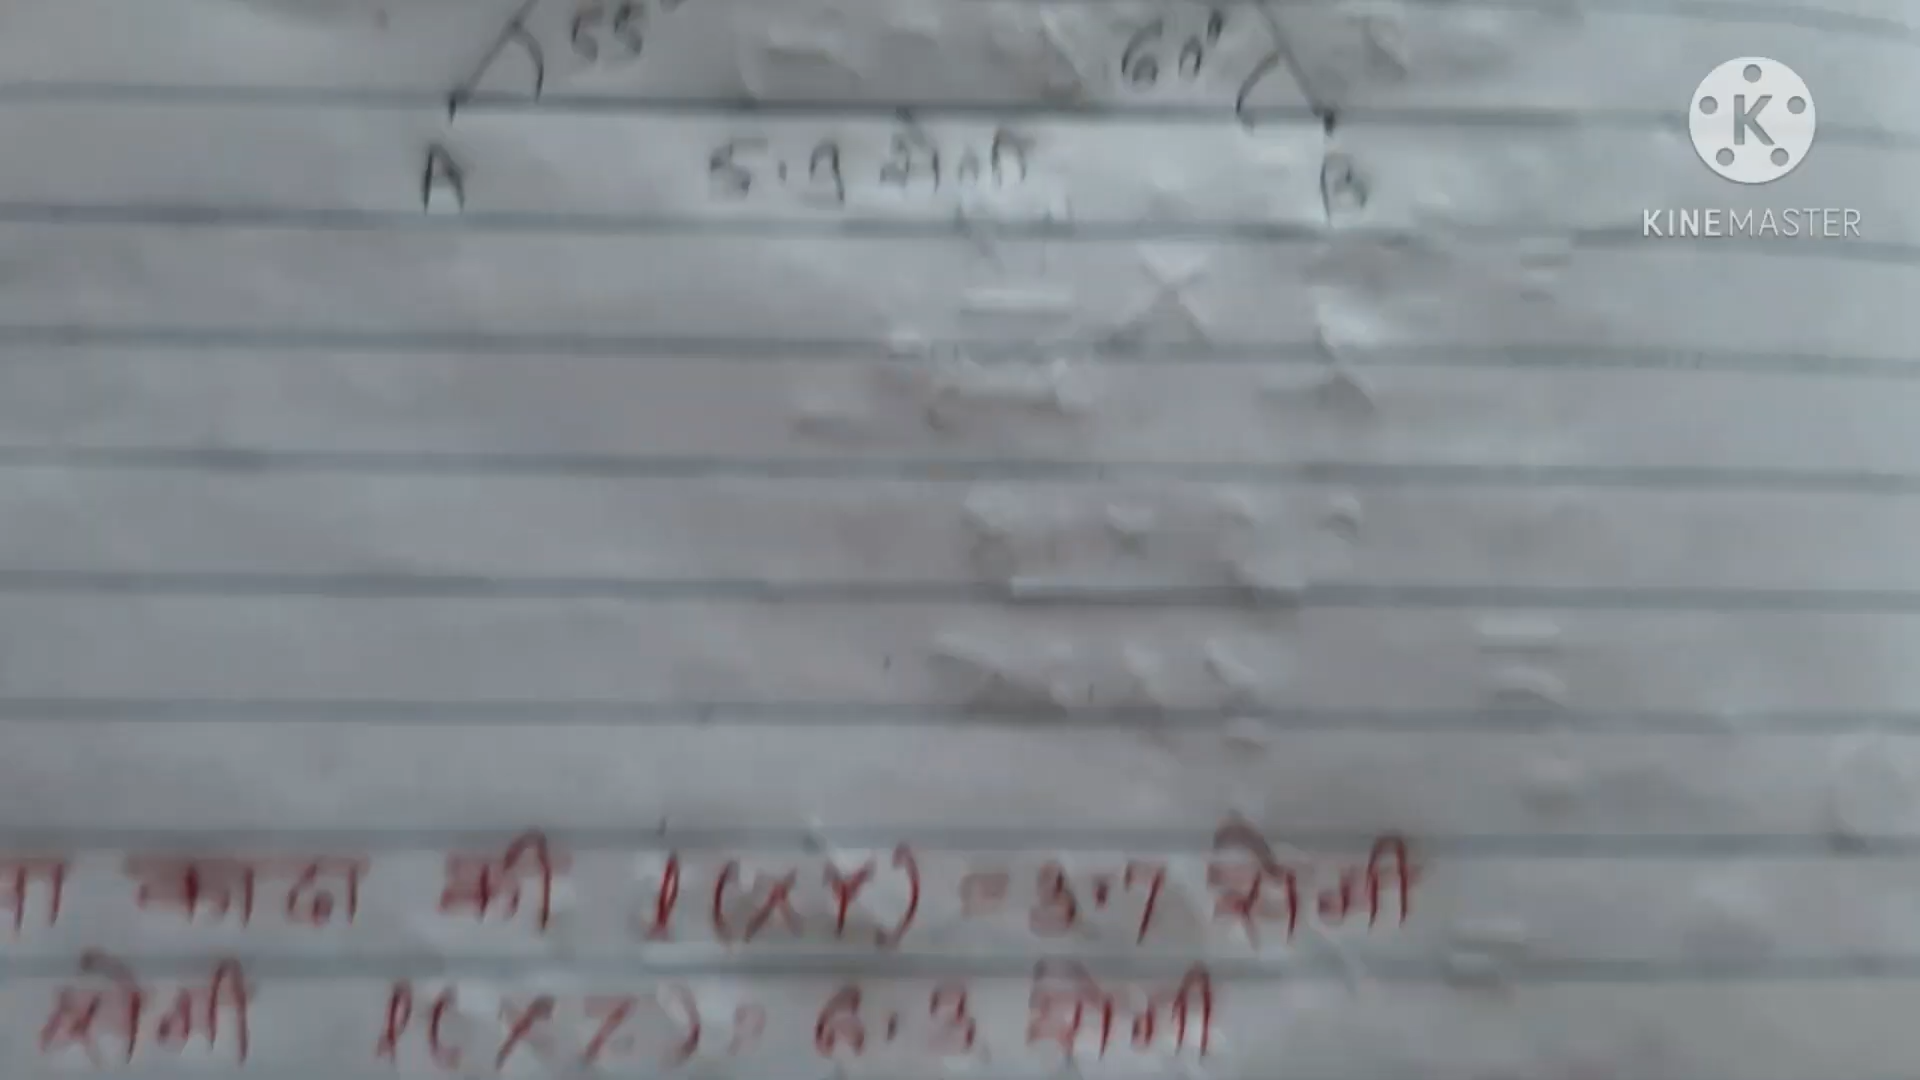 55° 60°
A 5.9 सेमी B
KINEMASTER
काढा की l(XY) = 3.7 सेमी
सेमी l(XZ) = 6.3 सेमी